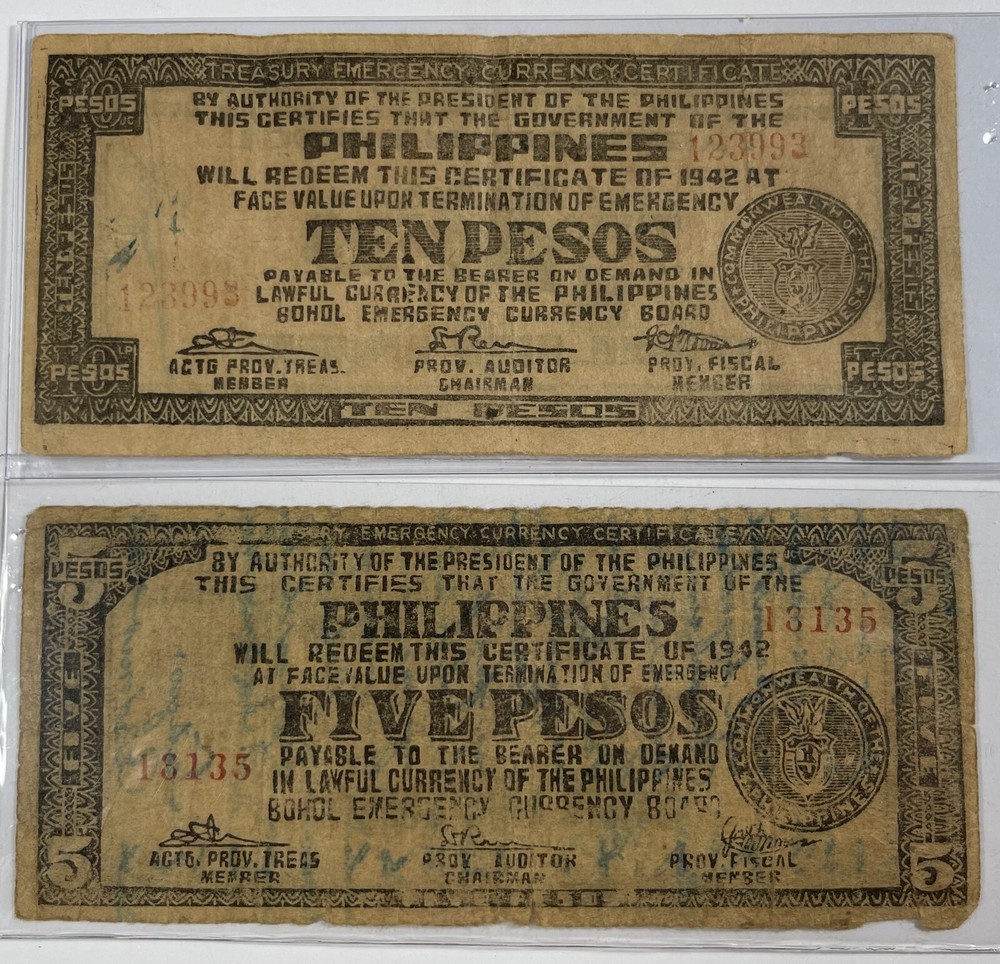 TREASURY EMERGENCY CURRENCY CERTIFICATE
PESOS PESOS
BY AUTHORITY OF THE PRESIDENT OF THE PHILIPPINES
THIS CERTIFIES THAT THE GOVERNMENT OF THE
PHILIPPINES 123993
WILL REDEEM THIS CERTIFICATE OF 1942 AT
FACE VALUE UPON TERMINATION OF EMERGENCY
TEN PESOS
TEN PESOS
TEN PESOS
COMMONWEALTH OF THE PHILIPPINES
PAYABLE TO THE BEARER ON DEMAND IN
123993 LAWFUL CURRENCY OF THE PHILIPPINES
BOHOL EMERGENCY CURRENCY BOARD
ACTG PROV. TREAS. PROV. AUDITOR PROV. FISCAL
MEMBER CHAIRMAN MEMBER
PESOS PESOS
TEN PESOS
EMERGENCY CURRENCY CERTIFICATE
5 PESOS 5 PESOS
BY AUTHORITY OF THE PRESIDENT OF THE PHILIPPINES
THIS CERTIFIES THAT THE GOVERNMENT OF THE
PHILIPPINES 18135
WILL REDEEM THIS CERTIFICATE OF 1942
AT FACE VALUE UPON TERMINATION OF EMERGENCY
FIVE PESOS
FIVE
FIVE
COMMONWEALTH OF THE PHILIPPINES
PAYABLE TO THE BEARER ON DEMAND
18135 IN LAWFUL CURRENCY OF THE PHILIPPINES
BOHOL EMERGENCY CURRENCY BOARD
ACTG. PROV. TREAS PROV. AUDITOR PROV. FISCAL
MEMBER CHAIRMAN MEMBER
5 5